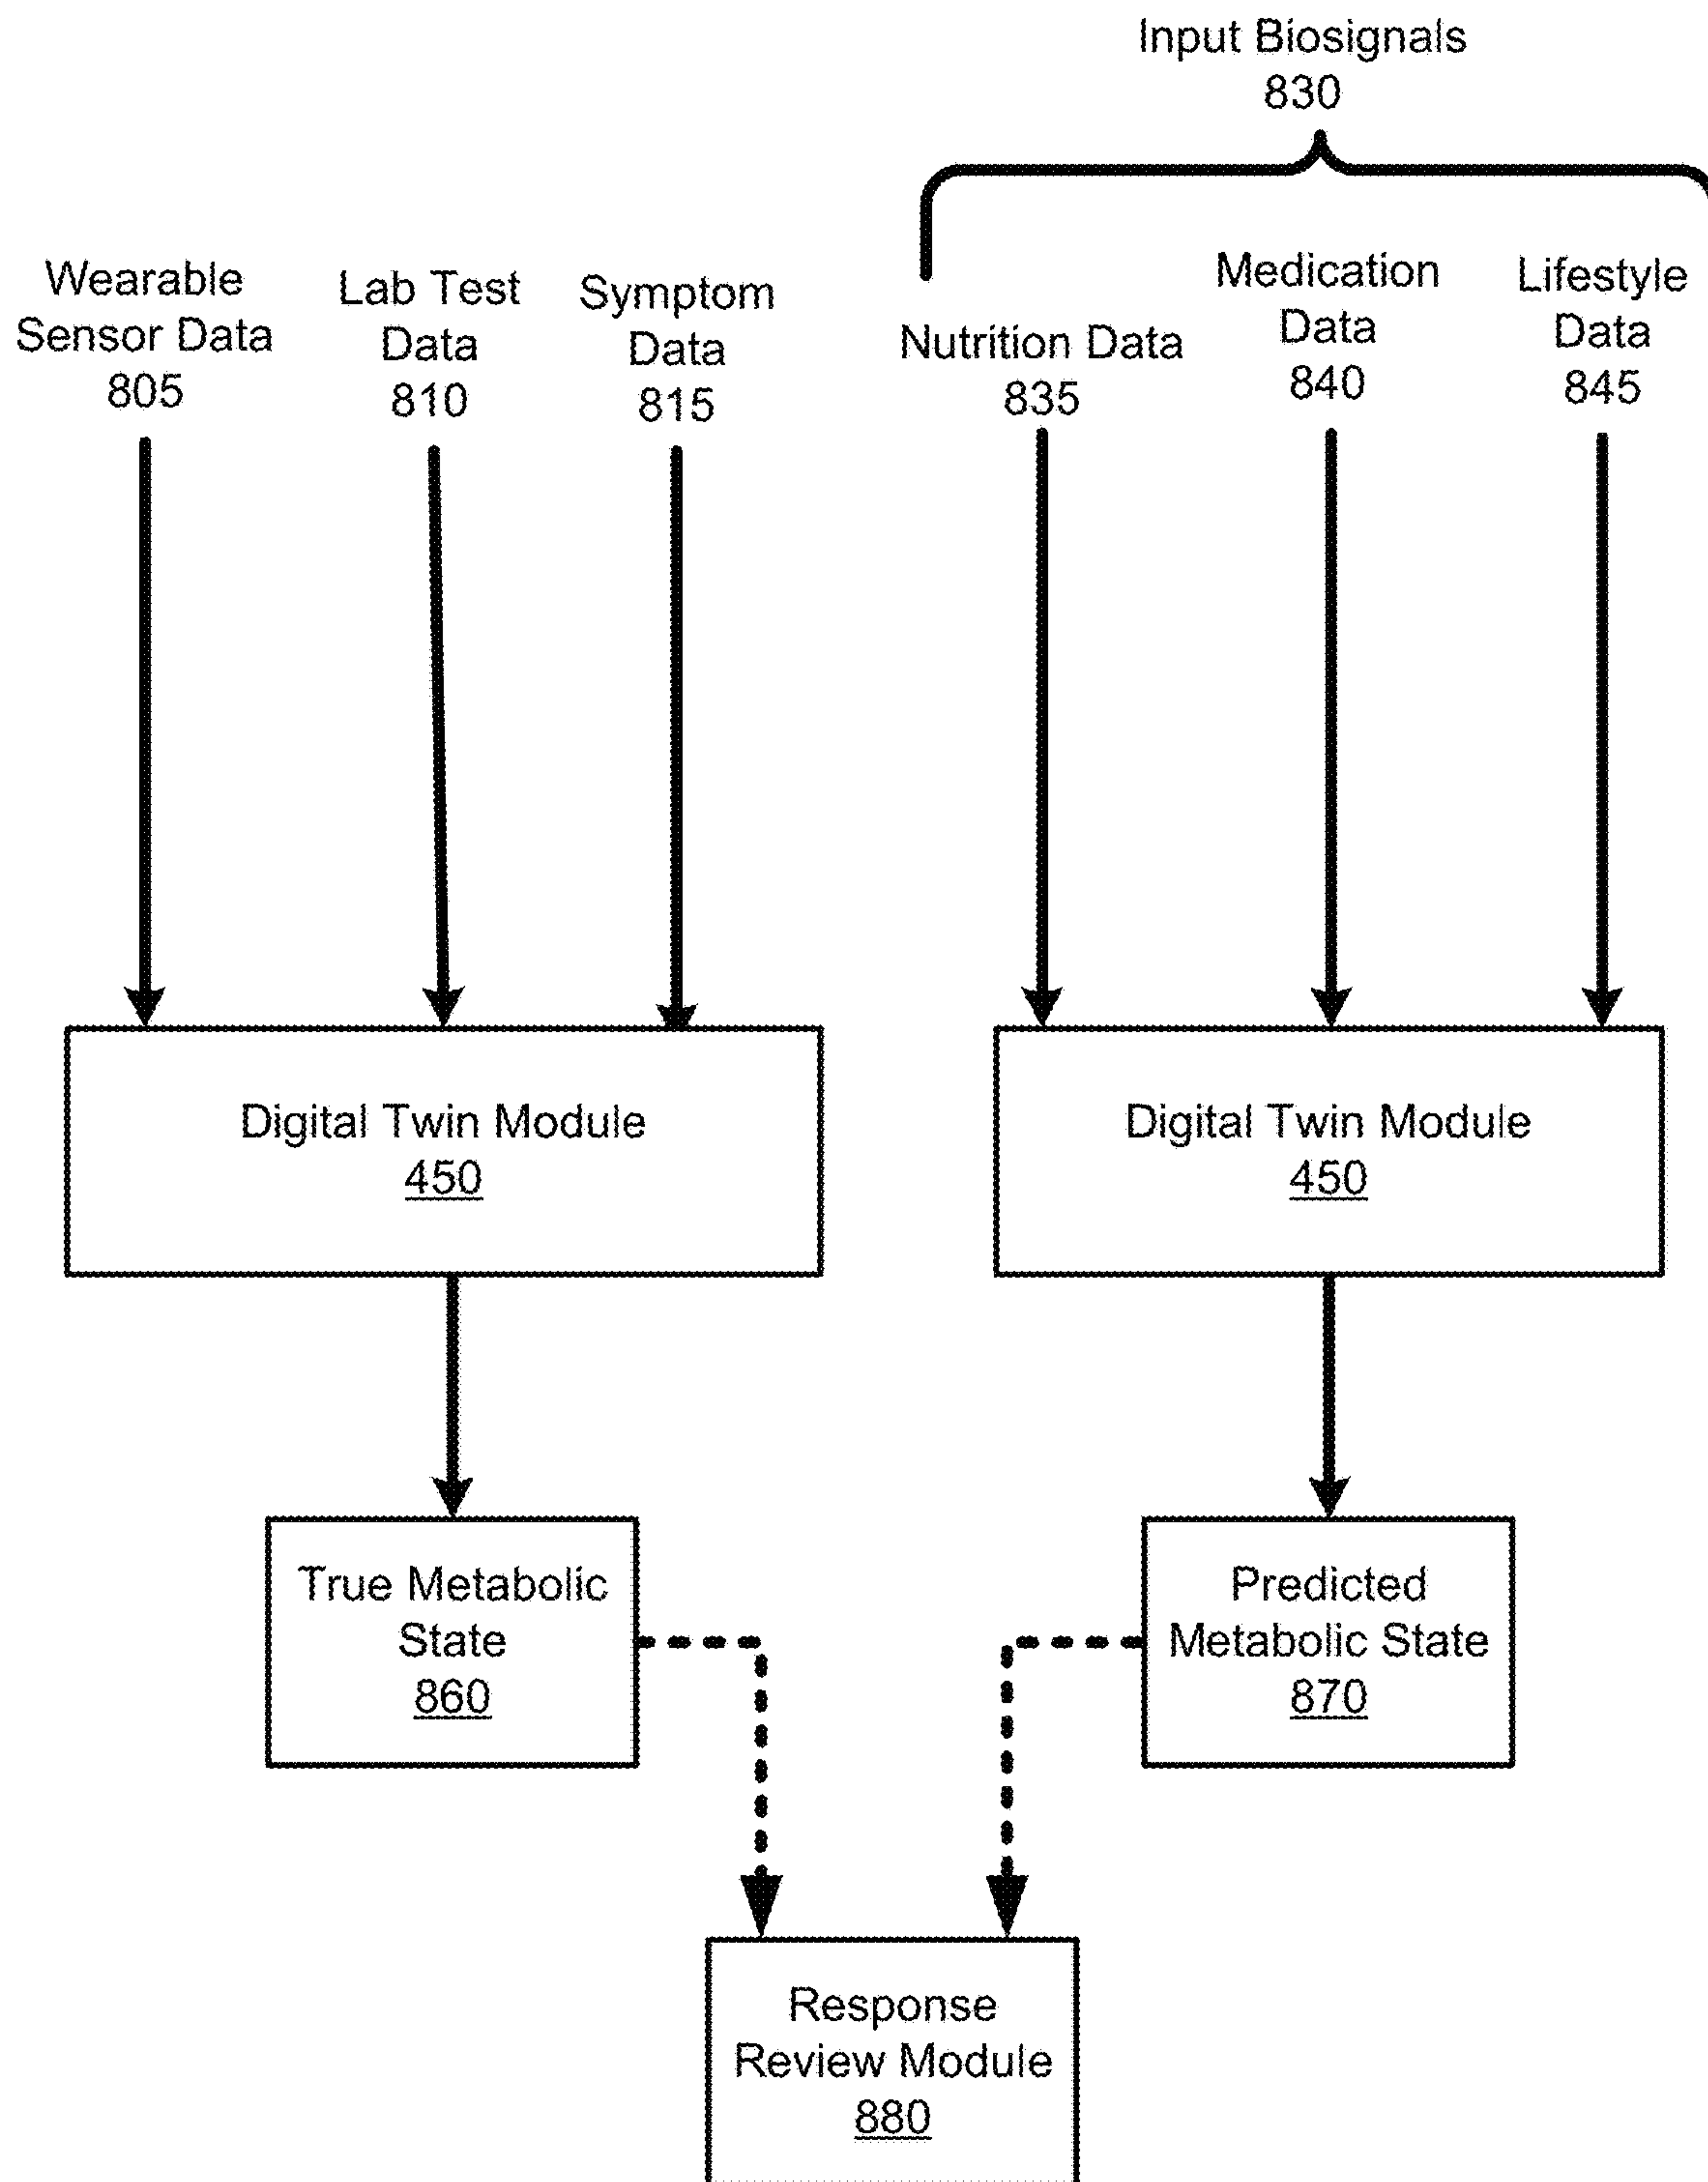 Input Biosignals
830
Wearable
Sensor Data
805
Lab Test
Data
810
Symptom
Data
815
Nutrition Data
835
Medication
Data
840
Lifestyle
Data
845
Digital Twin Module
450
Digital Twin Module
450
True Metabolic
State
860
Predicted
Metabolic State
870
Response
Review Module
880